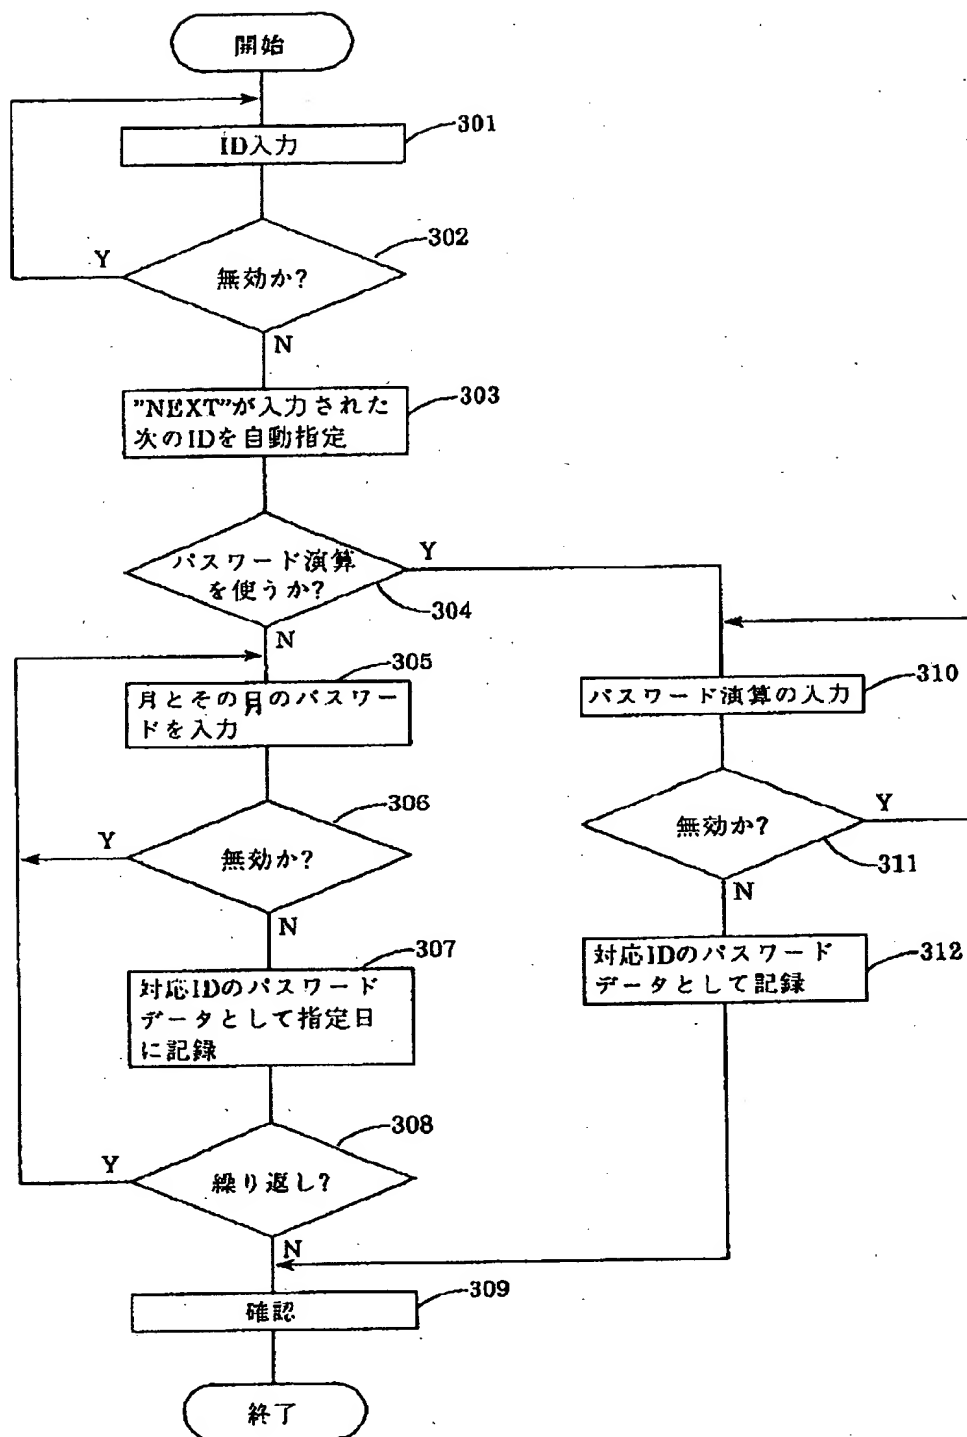 開始
301
ID入力
302
Y
無効か?
N
303
"NEXT"が入力された
次のIDを自動指定
パスワード演算
を使うか?
Y
304
N
305
月とその月のパスワー
ドを入力
310
パスワード演算の入力
306
Y
無効か?
N
無効か?
Y
311
N
307
対応IDのパスワード
データとして指定日
に記録
対応IDのパスワード
データとして記録
312
308
Y
繰り返し?
N
309
確認
終了